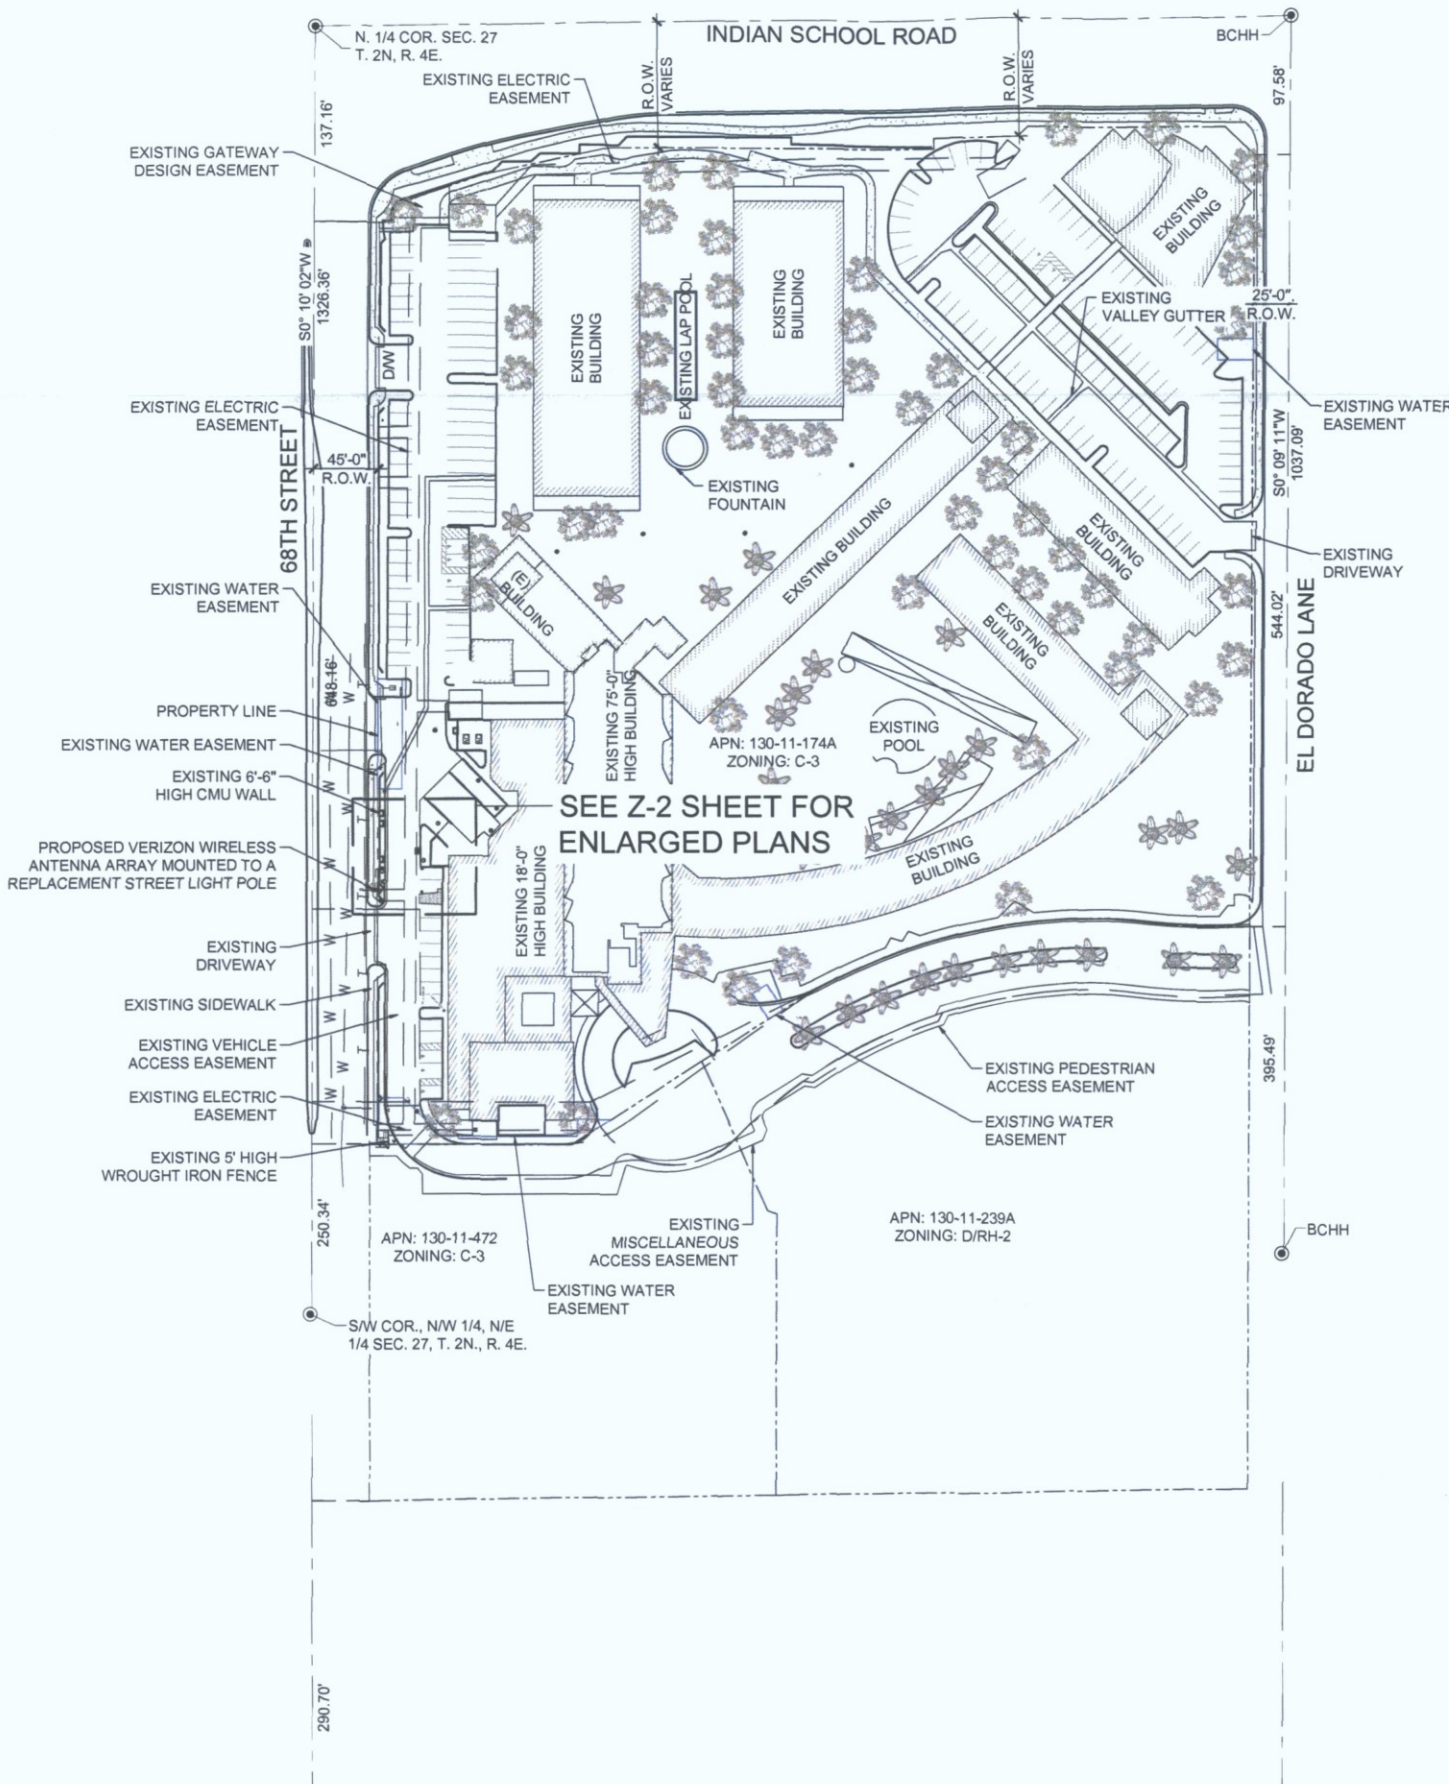 N. 1/4 COR. SEC. 27
T. 2N, R. 4E.
INDIAN SCHOOL ROAD
BCHH
EXISTING ELECTRIC
EASEMENT
R.O.W.
VARIES
R.O.W.
VARIES
97.58'
137.16'
EXISTING GATEWAY
DESIGN EASEMENT
S0° 10' 02"W
1326.36'
EXISTING
BUILDING
EXISTING LAP POOL
EXISTING
BUILDING
EXISTING
BUILDING
EXISTING
VALLEY GUTTER
25'-0"
R.O.W.
D/W
EXISTING ELECTRIC
EASEMENT
EXISTING WATER
EASEMENT
68TH STREET
45'-0"
R.O.W.
S0° 09' 11"W
1037.09'
EXISTING
FOUNTAIN
EXISTING BUILDING
EXISTING
BUILDING
EXISTING
DRIVEWAY
EXISTING WATER
EASEMENT
(E)
BUILDING
EXISTING
BUILDING
544.02'
EL DORADO LANE
648.16'
W
W
PROPERTY LINE
EXISTING 75'-0"
HIGH BUILDING
APN: 130-11-174A
ZONING: C-3
EXISTING
POOL
EXISTING WATER EASEMENT
EXISTING 6'-6"
HIGH CMU WALL
SEE Z-2 SHEET FOR
ENLARGED PLANS
PROPOSED VERIZON WIRELESS
ANTENNA ARRAY MOUNTED TO A
REPLACEMENT STREET LIGHT POLE
EXISTING
BUILDING
EXISTING 18'-0"
HIGH BUILDING
EXISTING
DRIVEWAY
EXISTING SIDEWALK
EXISTING VEHICLE
ACCESS EASEMENT
EXISTING PEDESTRIAN
ACCESS EASEMENT
395.49'
EXISTING ELECTRIC
EASEMENT
EXISTING WATER
EASEMENT
EXISTING 5' HIGH
WROUGHT IRON FENCE
250.34'
APN: 130-11-472
ZONING: C-3
EXISTING
MISCELLANEOUS
ACCESS EASEMENT
APN: 130-11-239A
ZONING: D/RH-2
BCHH
EXISTING WATER
EASEMENT
S/W COR., N/W 1/4, N/E
1/4 SEC. 27, T. 2N., R. 4E.
290.70'